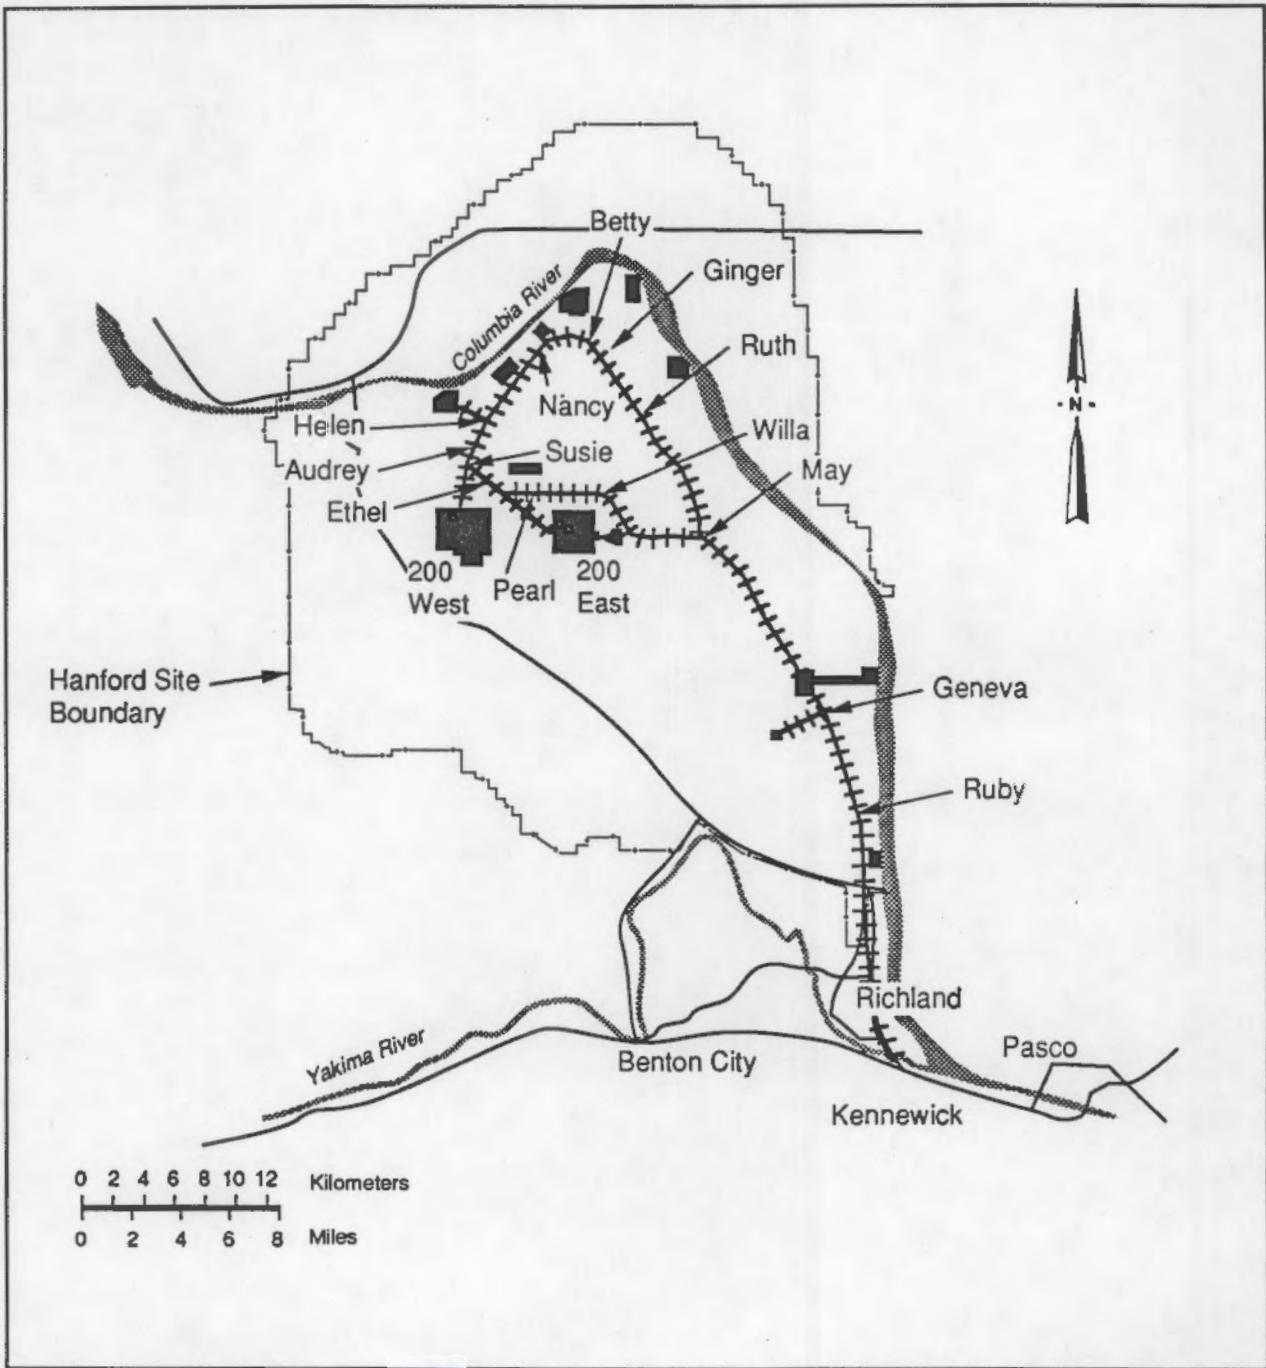 Betty
Ginger
Columbia River
Ruth
Nancy
Helen
Willa
Susie
Audrey
May
Ethel
200
West
Pearl
200
East
N
Hanford Site
Boundary
Geneva
Ruby
Richland
Yakima River
Benton City
Pasco
Kennewick
0 2 4 6 8 10 12 Kilometers
0 2 4 6 8 Miles